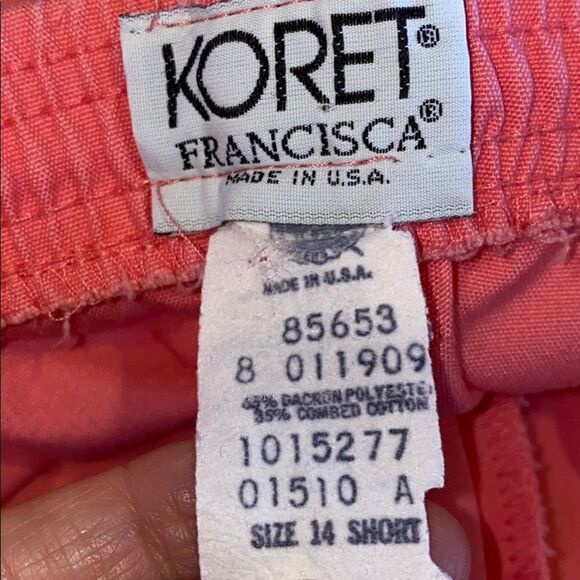 KORET®
FRANCISCA®
MADE IN U.S.A.
MADE IN U.S.A.
85653
8 011909
65% DACRON POLYESTE
35% COMBED COTTON
1015277
01510 A
SIZE 14 SHORT